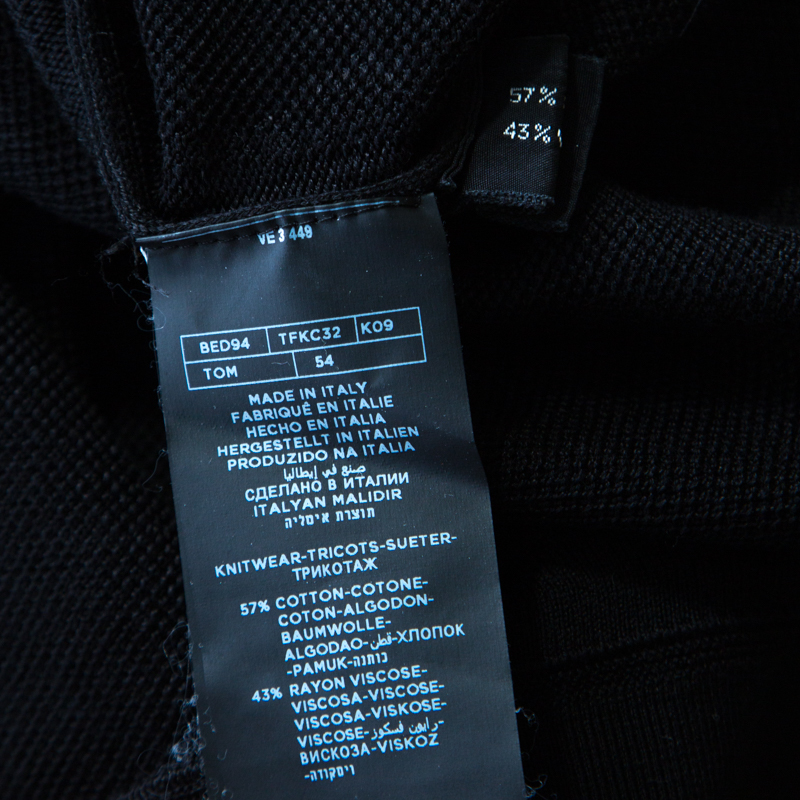 57%
43%
VE 3 449
BED94 TFKC32 K09
TOM 54
MADE IN ITALY
FABRIQUÉ EN ITALIE
HECHO EN ITALIA
HERGESTELLT IN ITALIEN
PRODUZIDO NA ITALIA
صنع في إيطاليا
СДЕЛАНО В ИТАЛИИ
ITALYAN MALIDIR
תוצרת איטליה
KNITWEAR-TRICOTS-SUETER-
ТРИКОТАЖ
57% COTTON-COTONE-
COTON-ALGODON-
BAUMWOLLE-
ALGODAO-قطن-ХЛОПОК
-PAMUK-כותנה
43% RAYON VISCOSE-
VISCOSA-VISCOSE-
VISCOSA-VISKOSE-
VISCOSE-رايون فسكوز-
ВИСКОЗА-VISKOZ
-ויסקוזה